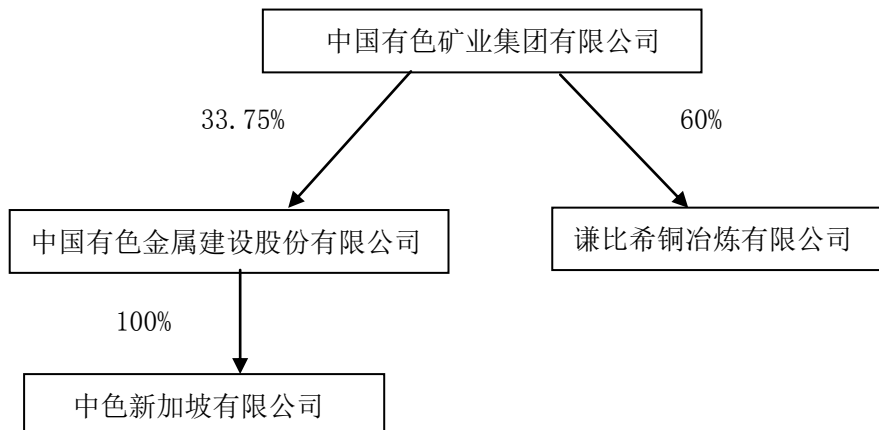 中国有色矿业集团有限公司
33.75%
60%
中国有色金属建设股份有限公司
谦比希铜冶炼有限公司
100%
中色新加坡有限公司